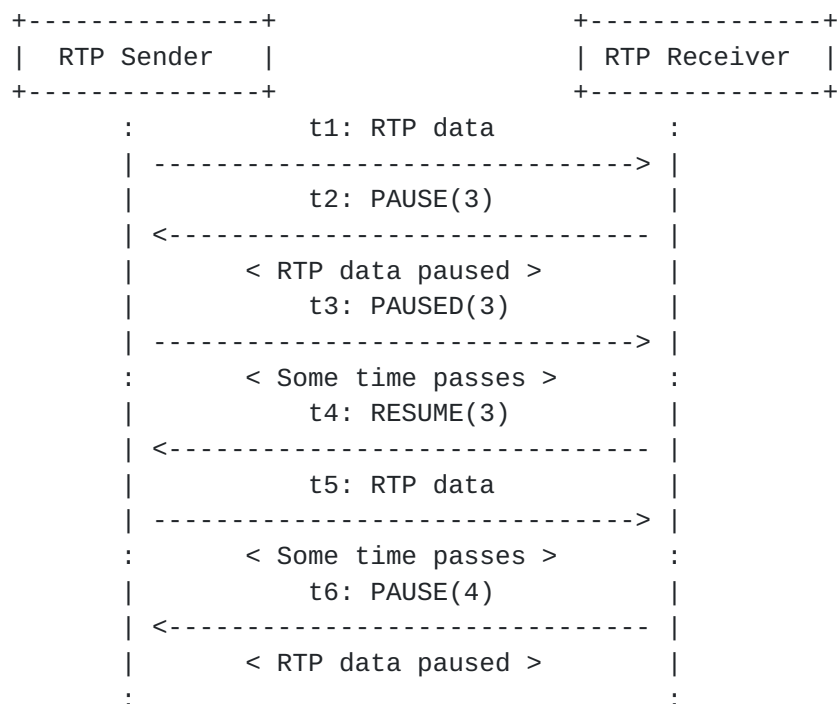 +---------------+                   +---------------+
|  RTP Sender   |                   | RTP Receiver  |
+---------------+                   +---------------+
       :           t1: RTP data           :
       | -------------------------------> |
       |           t2: PAUSE(3)           |
       | <------------------------------- |
       |       < RTP data paused >        |
       |           t3: PAUSED(3)          |
       | -------------------------------> |
       :       < Some time passes >       :
       |           t4: RESUME(3)          |
       | <------------------------------- |
       |           t5: RTP data           |
       | -------------------------------> |
       :       < Some time passes >       :
       |           t6: PAUSE(4)           |
       | <------------------------------- |
       |       < RTP data paused >        |
       :                                  :